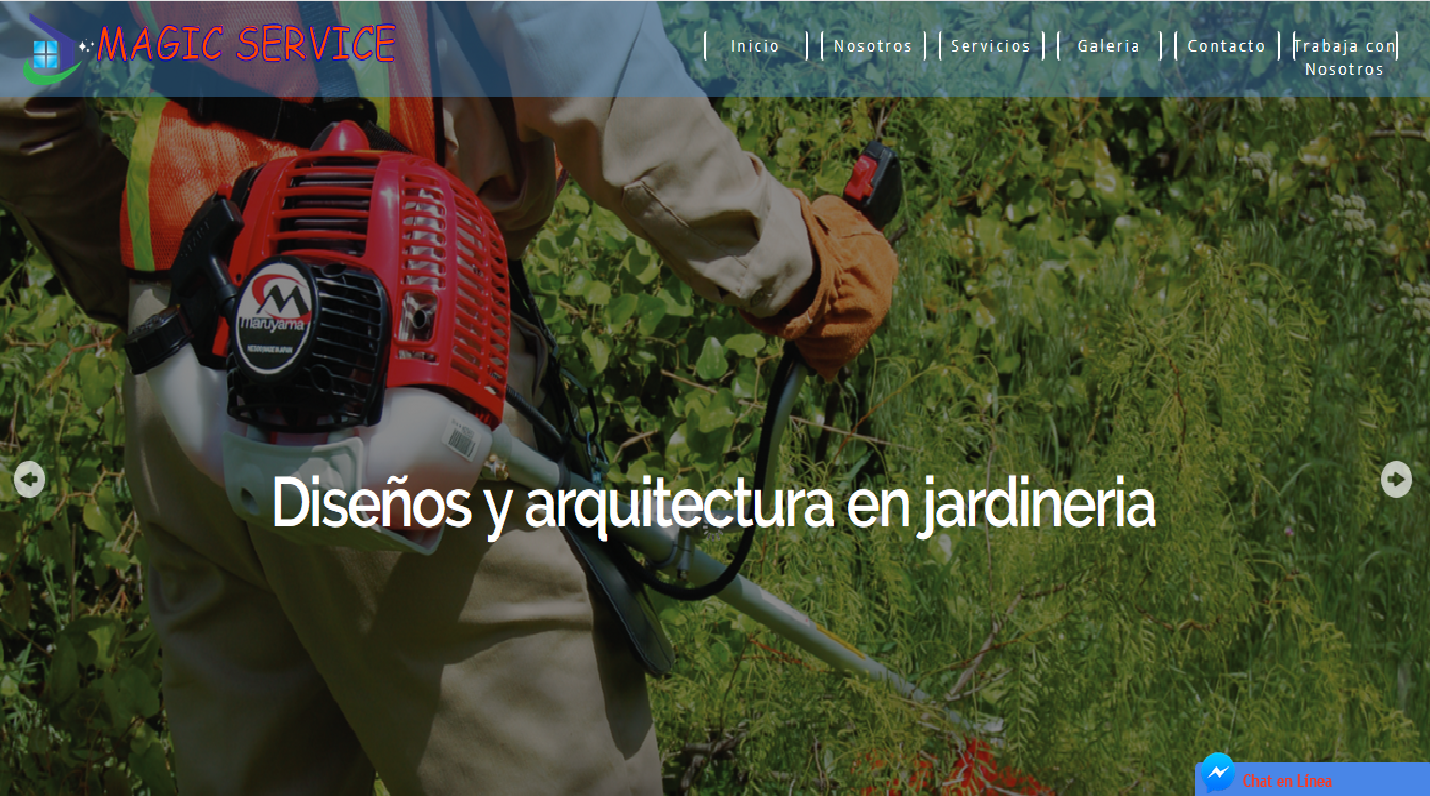 MAGIC SERVICE
Inicio
Nosotros
Servicios
Galeria
Contacto
Trabaja con
Nosotros
maruyama
Diseños y arquitectura en jardineria
Chat en Línea